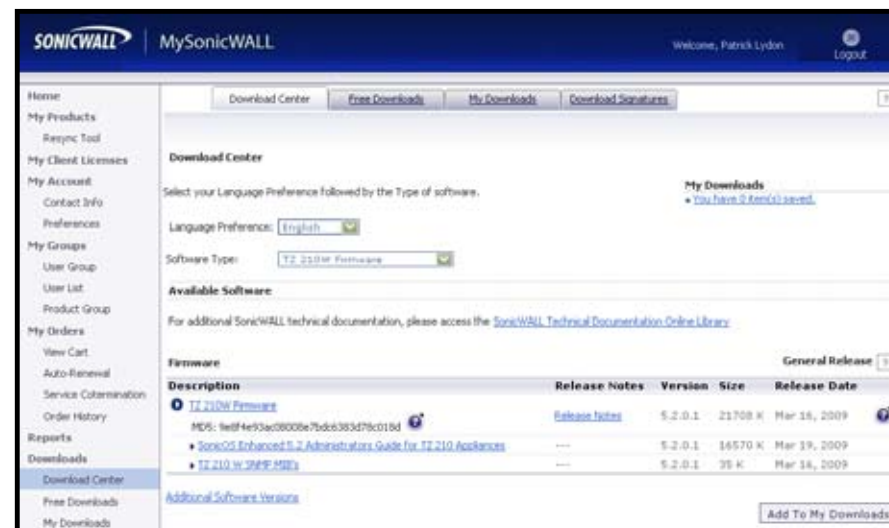 SONICWALL MySonicWALL Welcome, Patrick Lydon Logout
Home
My Products
Resync Tool
My Client Licenses
My Account
Contact Info
Preferences
My Groups
User Group
User List
Product Group
My Orders
View Cart
Auto-Renewal
Service Cotermination
Order History
Reports
Downloads
Download Center
Free Downloads
My Downloads
Download Center Free Downloads My Downloads Download Signatures
Download Center
Select your Language Preference followed by the Type of software.
My Downloads
You have 0 item(s) saved.
Language Preference: English
Software Type: TZ 210W Firmware
Available Software
For additional SonicWALL technical documentation, please access the SonicWALL Technical Documentation Online Library
Firmware General Release
Description Release Notes Version Size Release Date
TZ 210W Firmware Release Notes 5.2.0.1 21708 K Mar 16, 2009
MD5:
SonicOS Enhanced 5.2 Administrators Guide for TZ 210 Appliances --- 5.2.0.1 16570 K Mar 19, 2009
TZ 210 W SNMP MIB's --- 5.2.0.1 35 K Mar 16, 2009
Additional Software Versions
Add To My Downloads